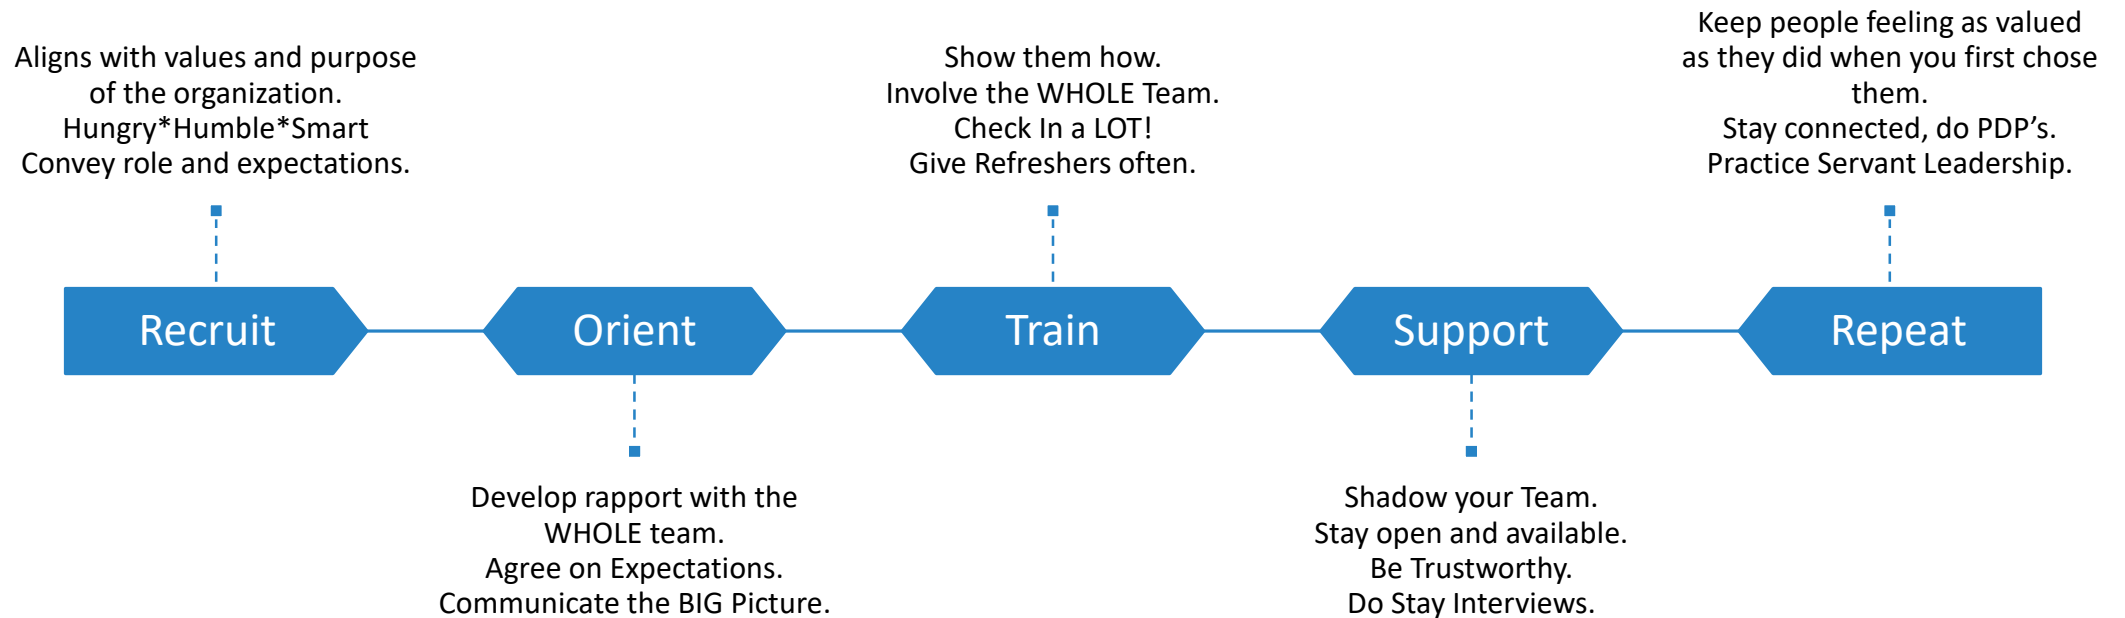 Aligns with values and purpose
of the organization.
Hungry*Humble*Smart
Convey role and expectations.
Show them how.
Involve the WHOLE Team.
Check In a LOT!
Give Refreshers often.
Keep people feeling as valued
as they did when you first chose
them.
Stay connected, do PDP’s.
Practice Servant Leadership.
Recruit
Orient
Train
Support
Repeat
Develop rapport with the
WHOLE team.
Agree on Expectations.
Communicate the BIG Picture.
Shadow your Team.
Stay open and available.
Be Trustworthy.
Do Stay Interviews.